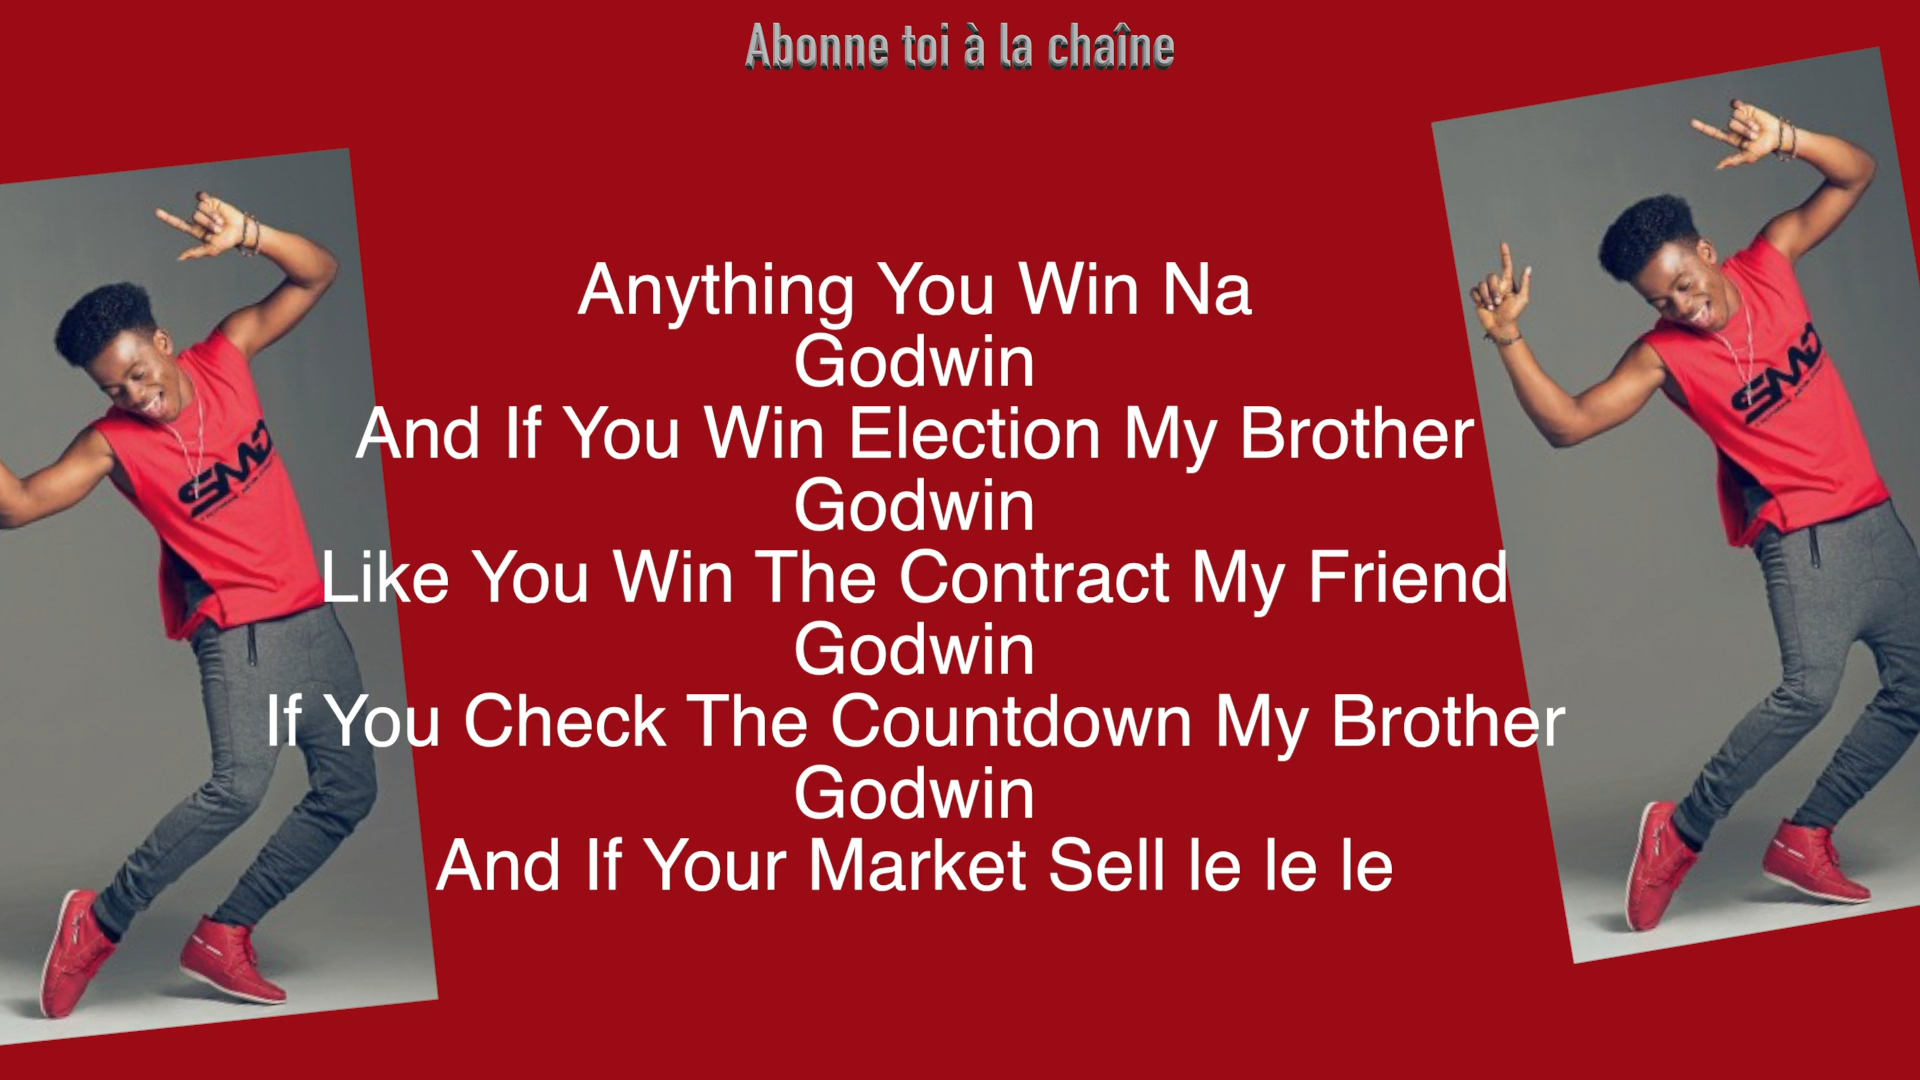 Abonne toi à la chaîne
Anything You Win Na
Godwin
And If You Win Election My Brother
Godwin
Like You Win The Contract My Friend
Godwin
If You Check The Countdown My Brother
Godwin
And If Your Market Sell le le le
SMD
SMD